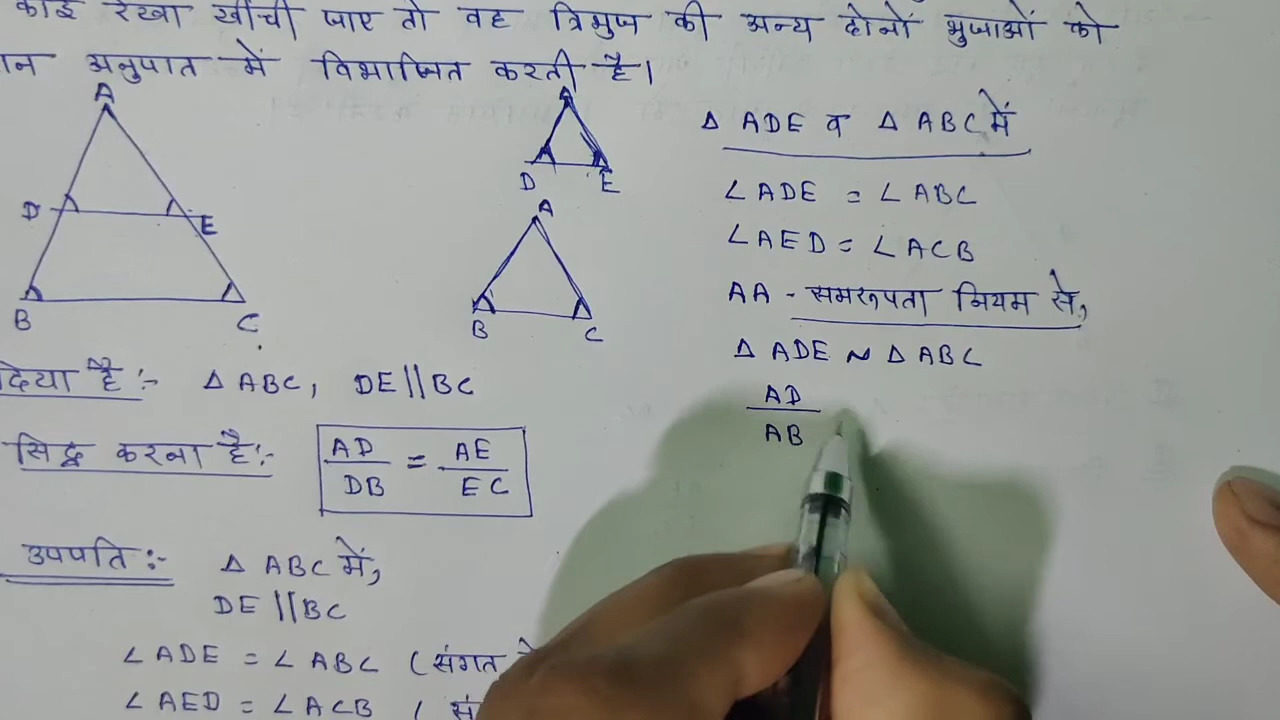 कोई रेखा खींची जाए तो वह त्रिभुज की अन्य दोनों भुजाओं को
अनुपात में विभाजित करती है।
A
D
E
B
C
A
D
E
A
B
C
दिया है :- Δ ABC, DE||BC
सिद्ध करना है:- AD/DB = AE/EC
उपपति :- Δ ABC में,
DE ||BC
∠ADE = ∠ABC (संगत
∠AED = ∠ACB (
Δ ADE व Δ ABC में
∠ADE = ∠ABC
∠AED = ∠ACB
AA - समरूपता नियम से,
Δ ADE ~ Δ ABC
AD
AB